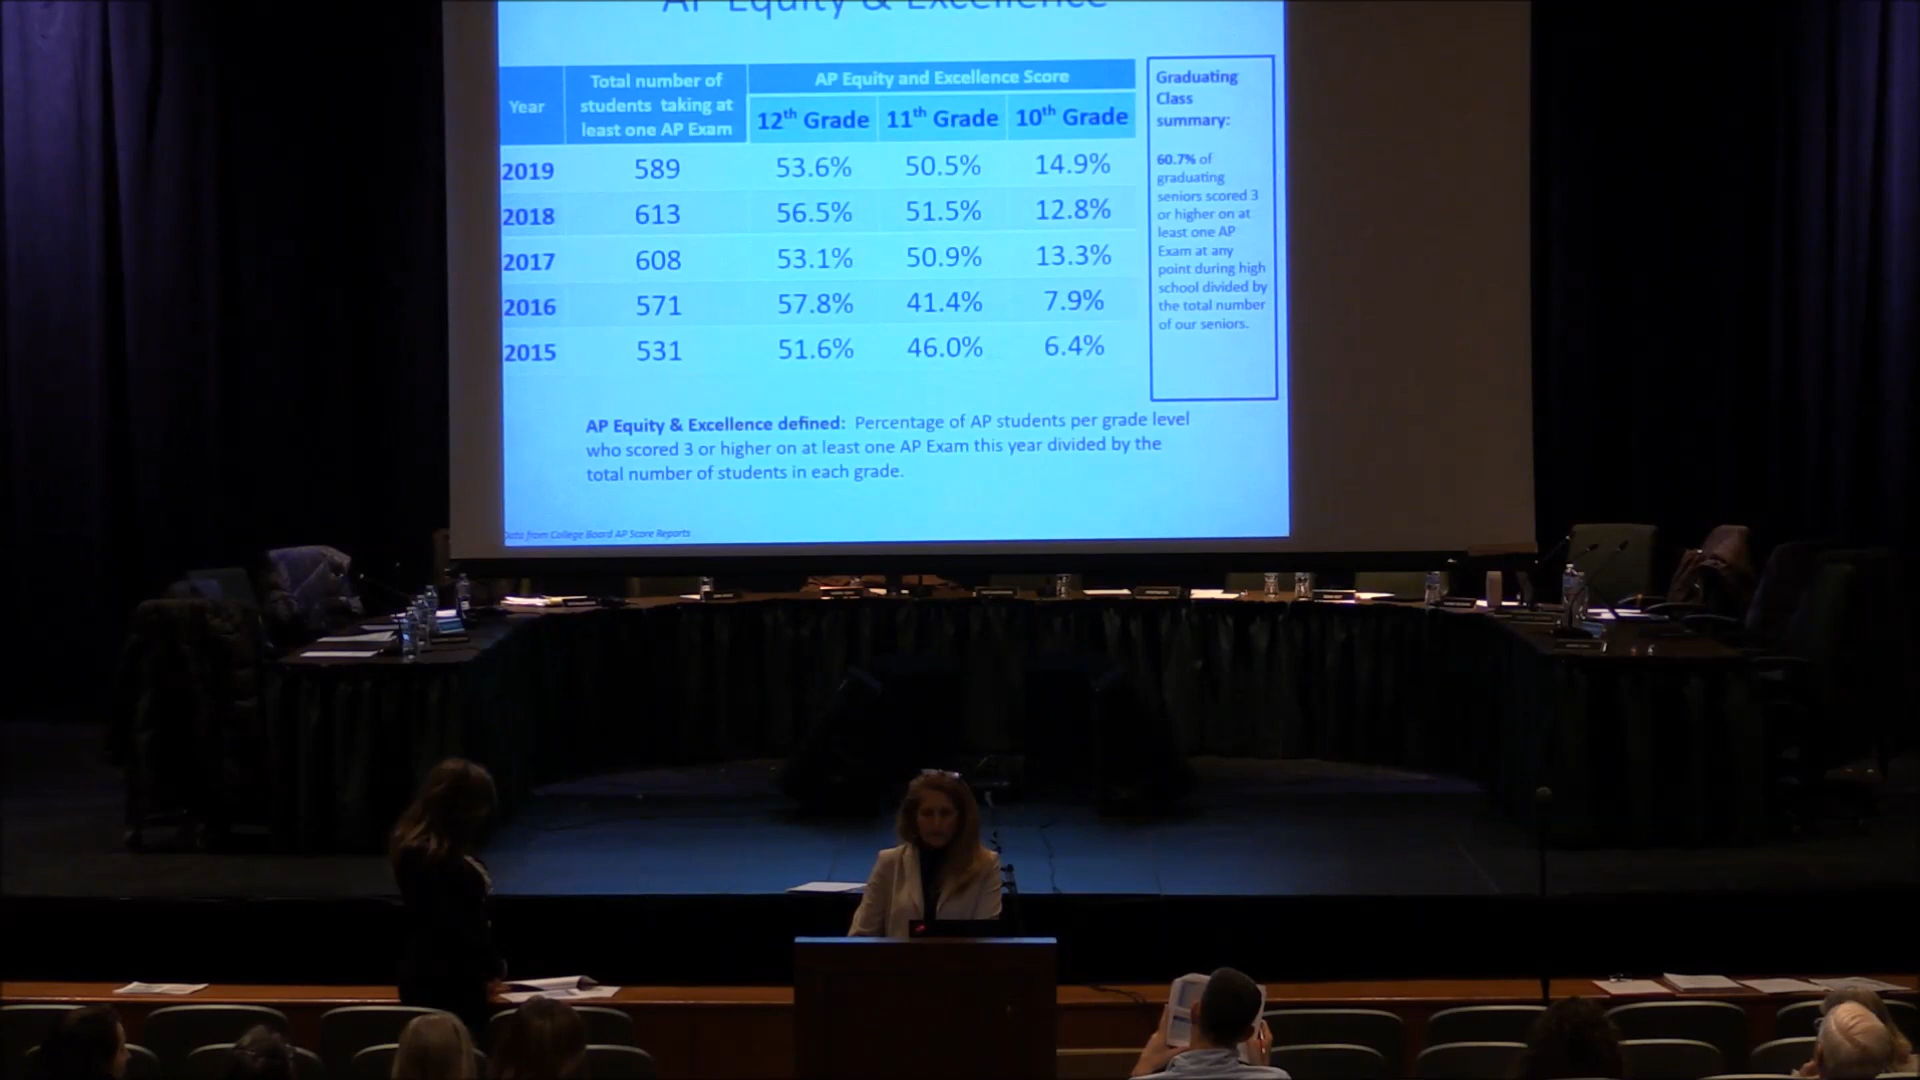 AP Equity & Excellence
Year
Total number of
students taking at
least one AP Exam
AP Equity and Excellence Score
12th Grade 11th Grade 10th Grade
2019 589 53.6% 50.5% 14.9%
2018 613 56.5% 51.5% 12.8%
2017 608 53.1% 50.9% 13.3%
2016 571 57.8% 41.4% 7.9%
2015 531 51.6% 46.0% 6.4%
Graduating
Class
summary:
60.7% of
graduating
seniors scored 3
or higher on at
least one AP
Exam at any
point during high
school divided by
the total number
of our seniors.
AP Equity & Excellence defined: Percentage of AP students per grade level
who scored 3 or higher on at least one AP Exam this year divided by the
total number of students in each grade.
Data from College Board AP Score Reports